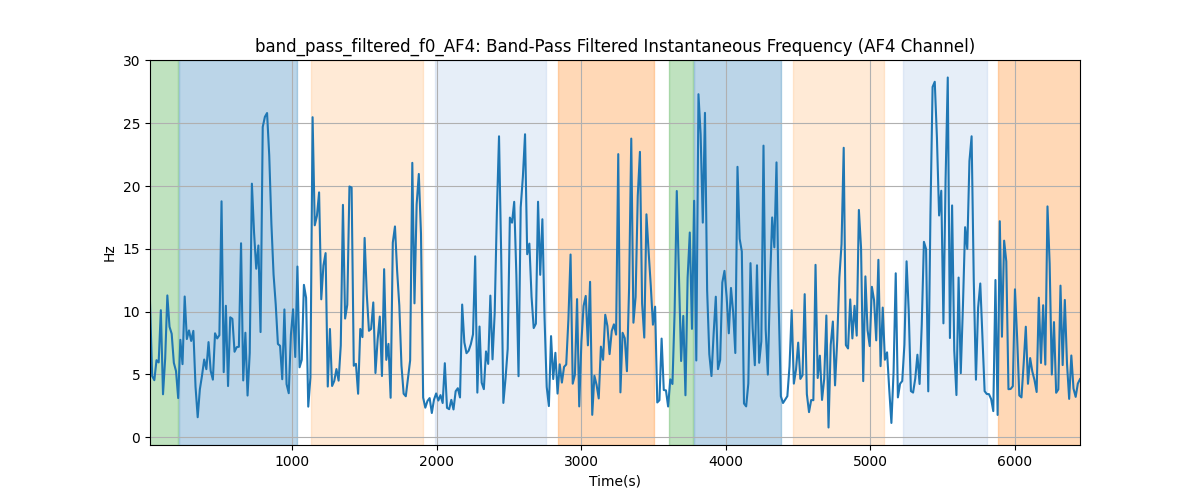 band_pass_filtered_f0_AF4: Band-Pass Filtered Instantaneous Frequency (AF4 Channel)
30
25
20
15
10
5
0
Hz
1000 2000 3000 4000 5000 6000
Time(s)